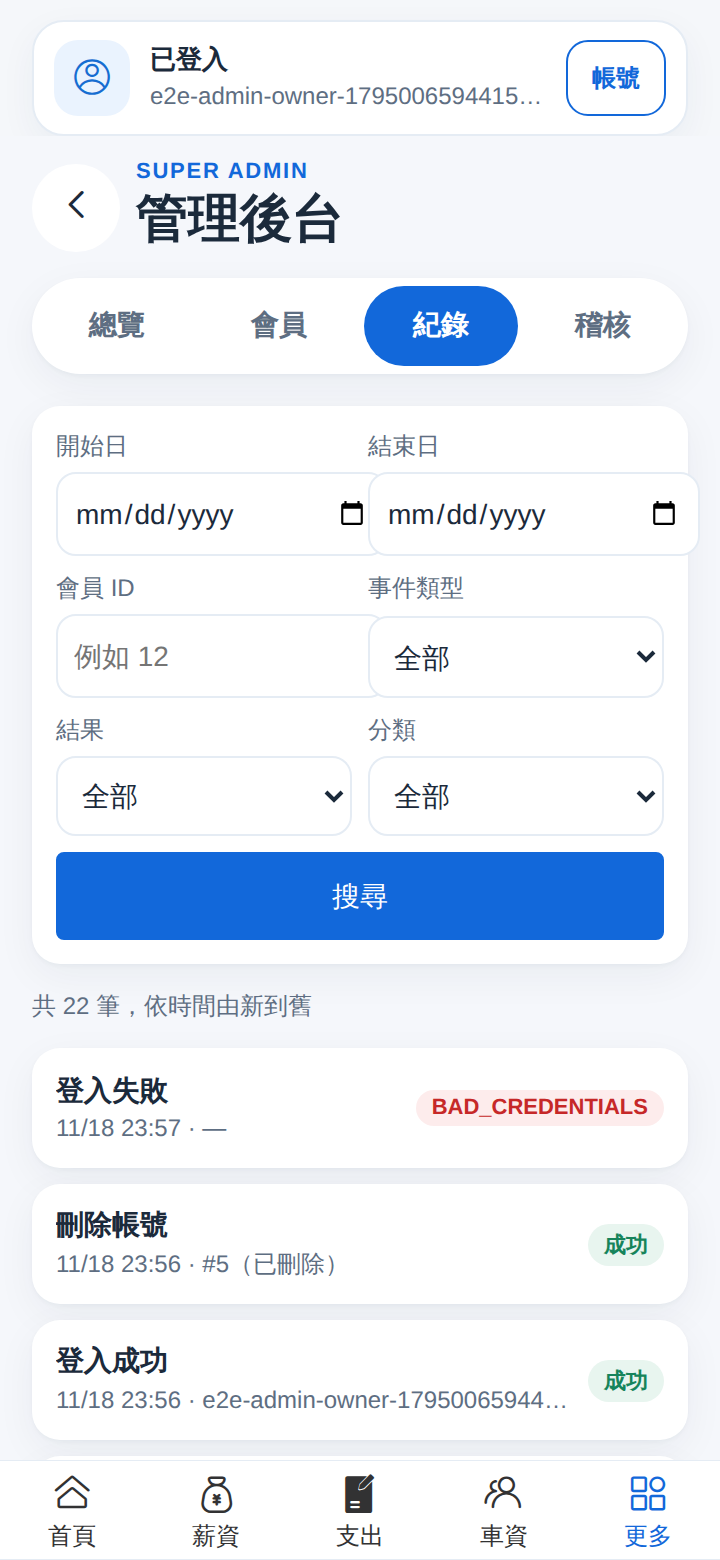 已登入
e2e-admin-owner-1795006594415…
帳號
SUPER ADMIN
管理後台
總覽 會員 紀錄 稽核
開始日 結束日
mm/dd/yyyy mm/dd/yyyy
會員 ID 事件類型
例如 12 全部
結果 分類
全部 全部
搜尋
共 22 筆，依時間由新到舊
登入失敗
11/18 23:57 · —
BAD_CREDENTIALS
刪除帳號
11/18 23:56 · #5（已刪除）
成功
登入成功
11/18 23:56 · e2e-admin-owner-17950065944…
成功
首頁 薪資 支出 車資 更多